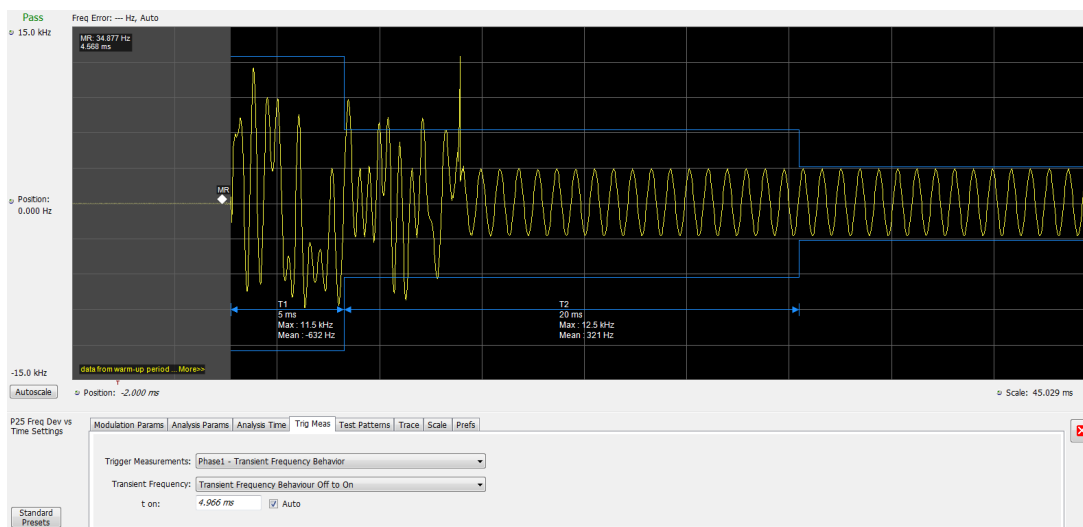 Pass
Freq Error: --- Hz, Auto
15.0 kHz
MR: 34.877 Hz
4.568 ms
MR
Position:
0.000 Hz
T1
5 ms
Max : 11.5 kHz
Mean : -632 Hz
T2
20 ms
Max : 12.5 kHz
Mean : 321 Hz
data from warm-up period ... More>>
-15.0 kHz
T
Autoscale
Position: -2.000 ms
Scale: 45.029 ms
P25 Freq Dev vs
Time Settings
Modulation Params Analysis Params Analysis Time Trig Meas Test Patterns Trace Scale Prefs
Trigger Measurements: Phase1 - Transient Frequency Behavior
Transient Frequency: Transient Frequency Behaviour Off to On
t on: 4.966 ms Auto
Standard
Presets